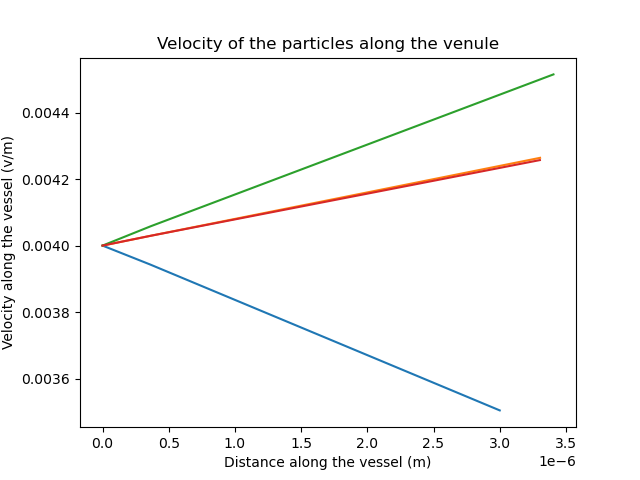 Velocity of the particles along the venule
Velocity along the vessel (v/m)
0.0044
0.0042
0.0040
0.0038
0.0036
0.0 0.5 1.0 1.5 2.0 2.5 3.0 3.5
1e−6
Distance along the vessel (m)